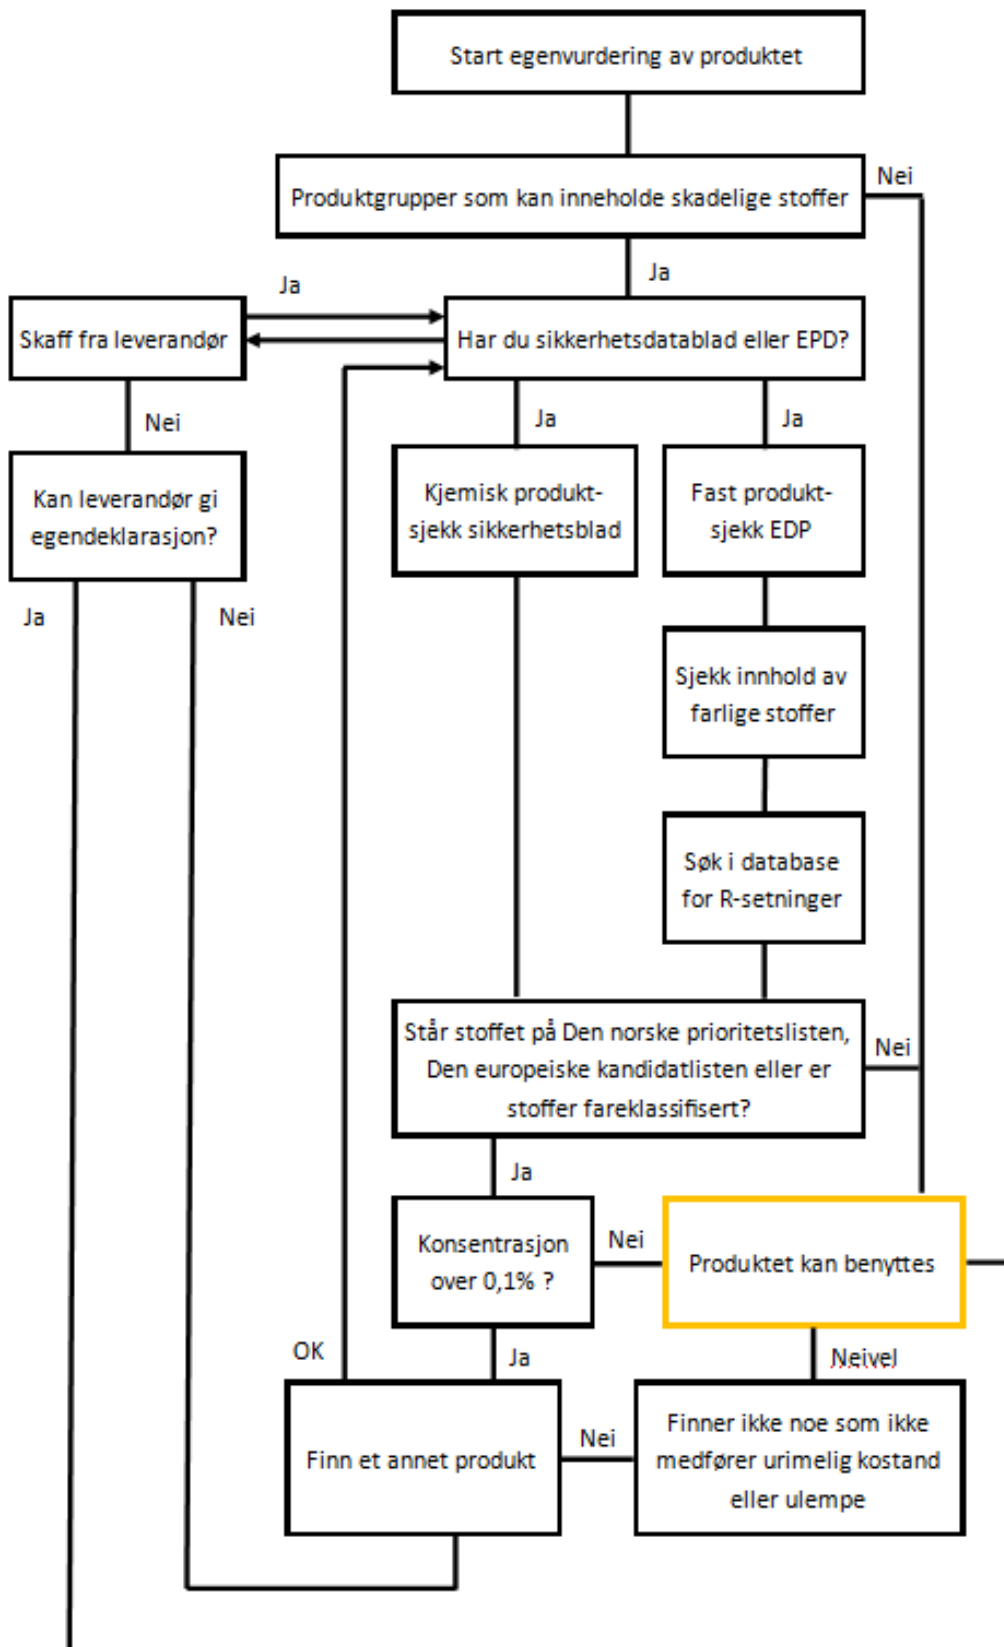 Start egenvurdering av produktet
Produktgrupper som kan inneholde skadelige stoffer
Nei
Ja
Ja
Skaff fra leverandør
Har du sikkerhetsdatablad eller EPD?
Nei
Ja
Ja
Kan leverandør gi
egendeklarasjon?
Kjemisk produkt-
sjekk sikkerhetsblad
Fast produkt-
sjekk EDP
Ja
Nei
Sjekk innhold av
farlige stoffer
Søk i database
for R-setninger
Står stoffet på Den norske prioritetslisten,
Den europeiske kandidatlisten eller er
stoffer fareklassifisert?
Nei
Ja
Konsentrasjon
over 0,1% ?
Nei
Produktet kan benyttes
OK
Ja
Neivel
Finn et annet produkt
Nei
Finner ikke noe som ikke
medfører urimelig kostand
eller ulempe